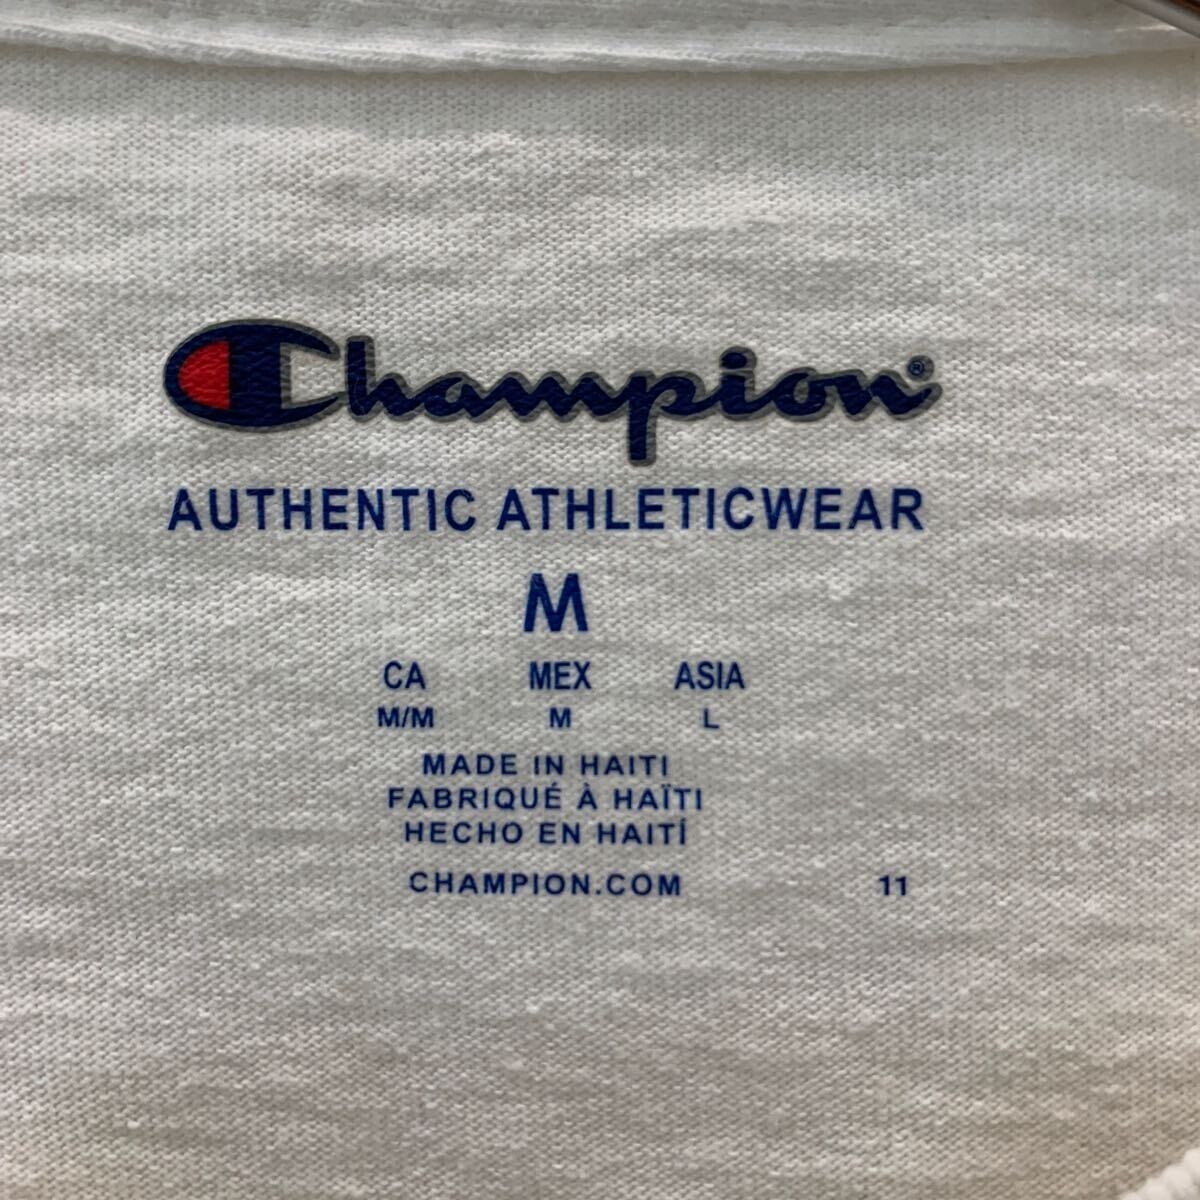 Champion®
AUTHENTIC ATHLETICWEAR
M
CA MEX ASIA
M/M M L
MADE IN HAITI
FABRIQUÉ À HAÏTI
HECHO EN HAITÍ
CHAMPION.COM 11